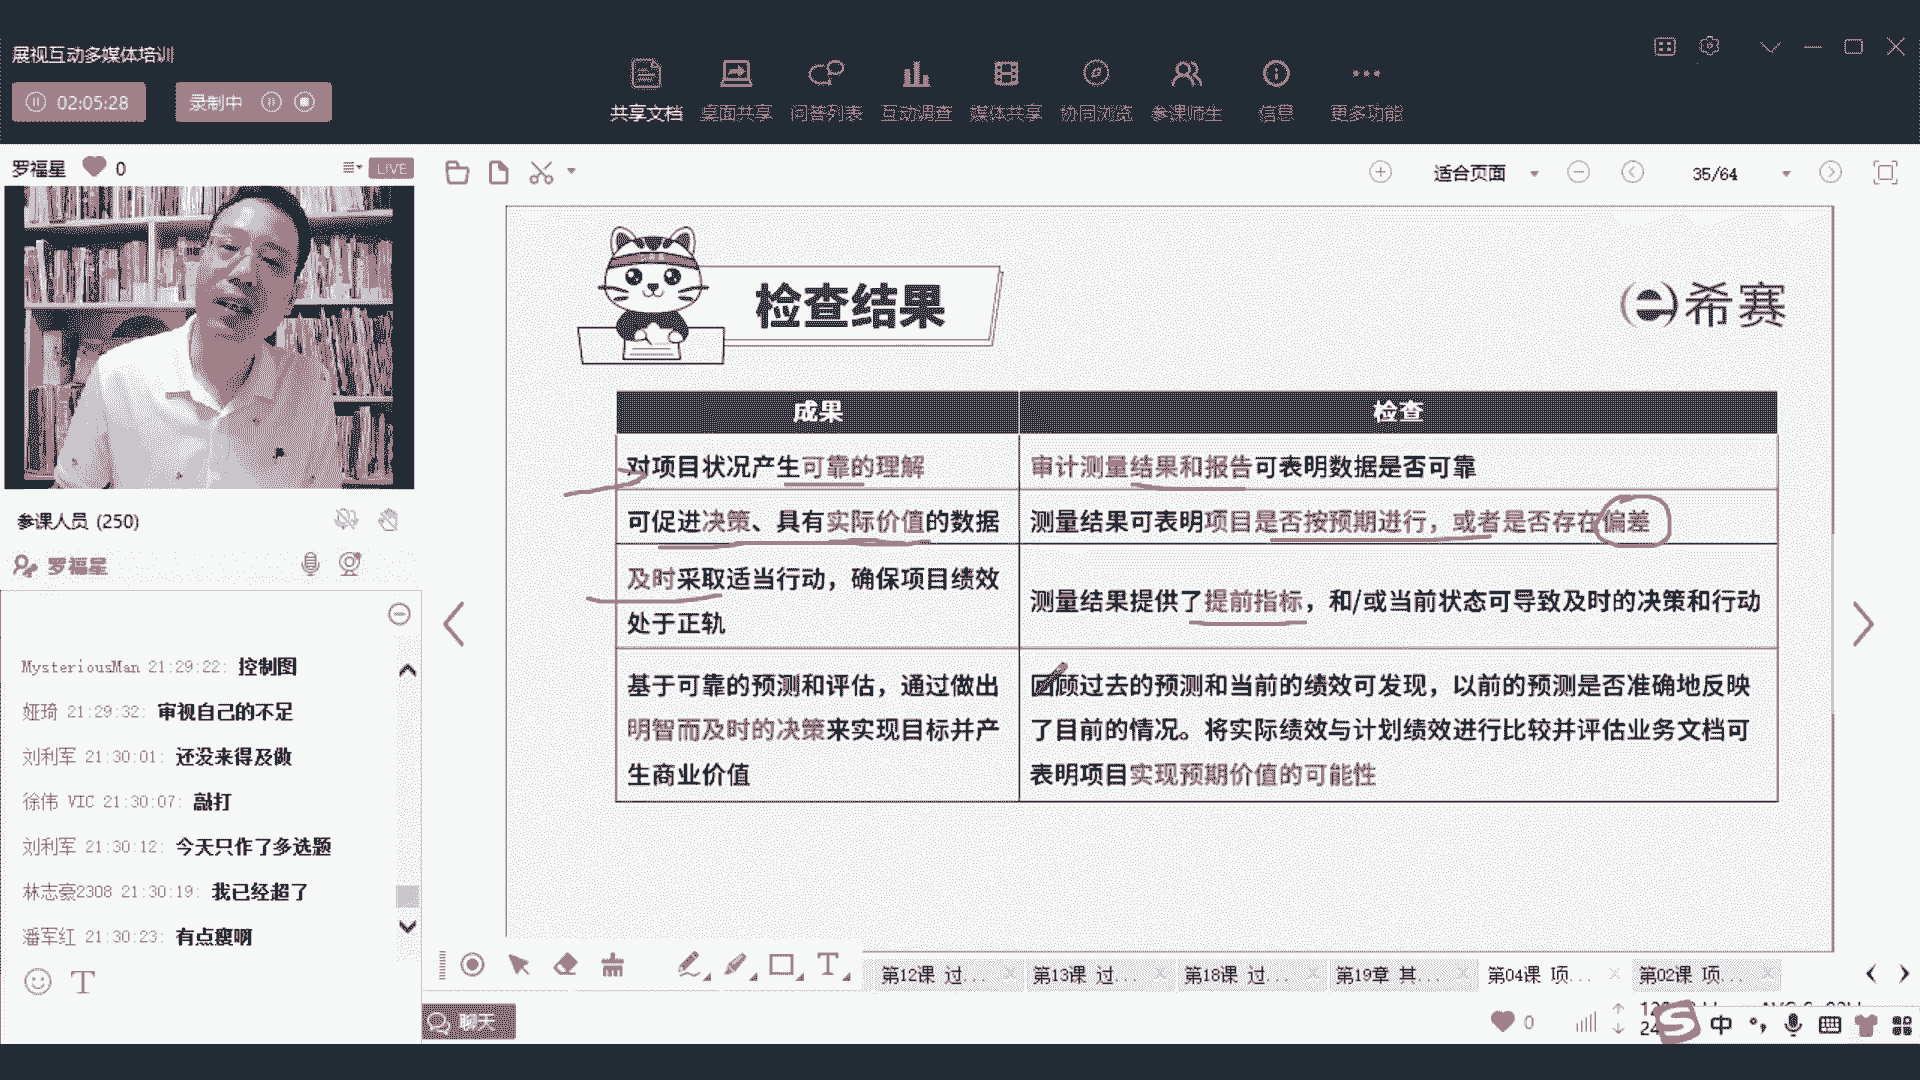 展视互动多媒体培训
02:05:28
录制中
共享文档
桌面共享
问答列表
互动调查
媒体共享
协同浏览
参课师生
信息
更多功能
罗福星
0
LIVE
适合页面
35/64
检查结果
希赛
成果
检查
对项目状况产生可靠的理解
审计测量结果和报告可表明数据是否可靠
可促进决策、具有实际价值的数据
测量结果可表明项目是否按预期进行，或者是否存在偏差
及时采取适当行动，确保项目绩效
处于正轨
测量结果提供了提前指标，和/或当前状态可导致及时的决策和行动
基于可靠的预测和评估，通过做出
明智而及时的决策来实现目标并产
生商业价值
回顾过去的预测和当前的绩效可发现，以前的预测是否准确地反映
了目前的情况。将实际绩效与计划绩效进行比较并评估业务文档可
表明项目实现预期价值的可能性
参课人员 (250)
罗福星
MysteriousMan 21:29:22: 控制图
娅琦 21:29:32: 审视自己的不足
刘利军 21:30:01: 还没来得及做
徐伟 VIC 21:30:07: 敲打
刘利军 21:30:12: 今天只作了多选题
林志豪2308 21:30:19: 我已经超了
潘军红 21:30:23: 有点瘦啊
第12课 过...
第13课 过...
第18课 过...
第19章 其...
第04课 项...
第02课 项...
聊天
0
中